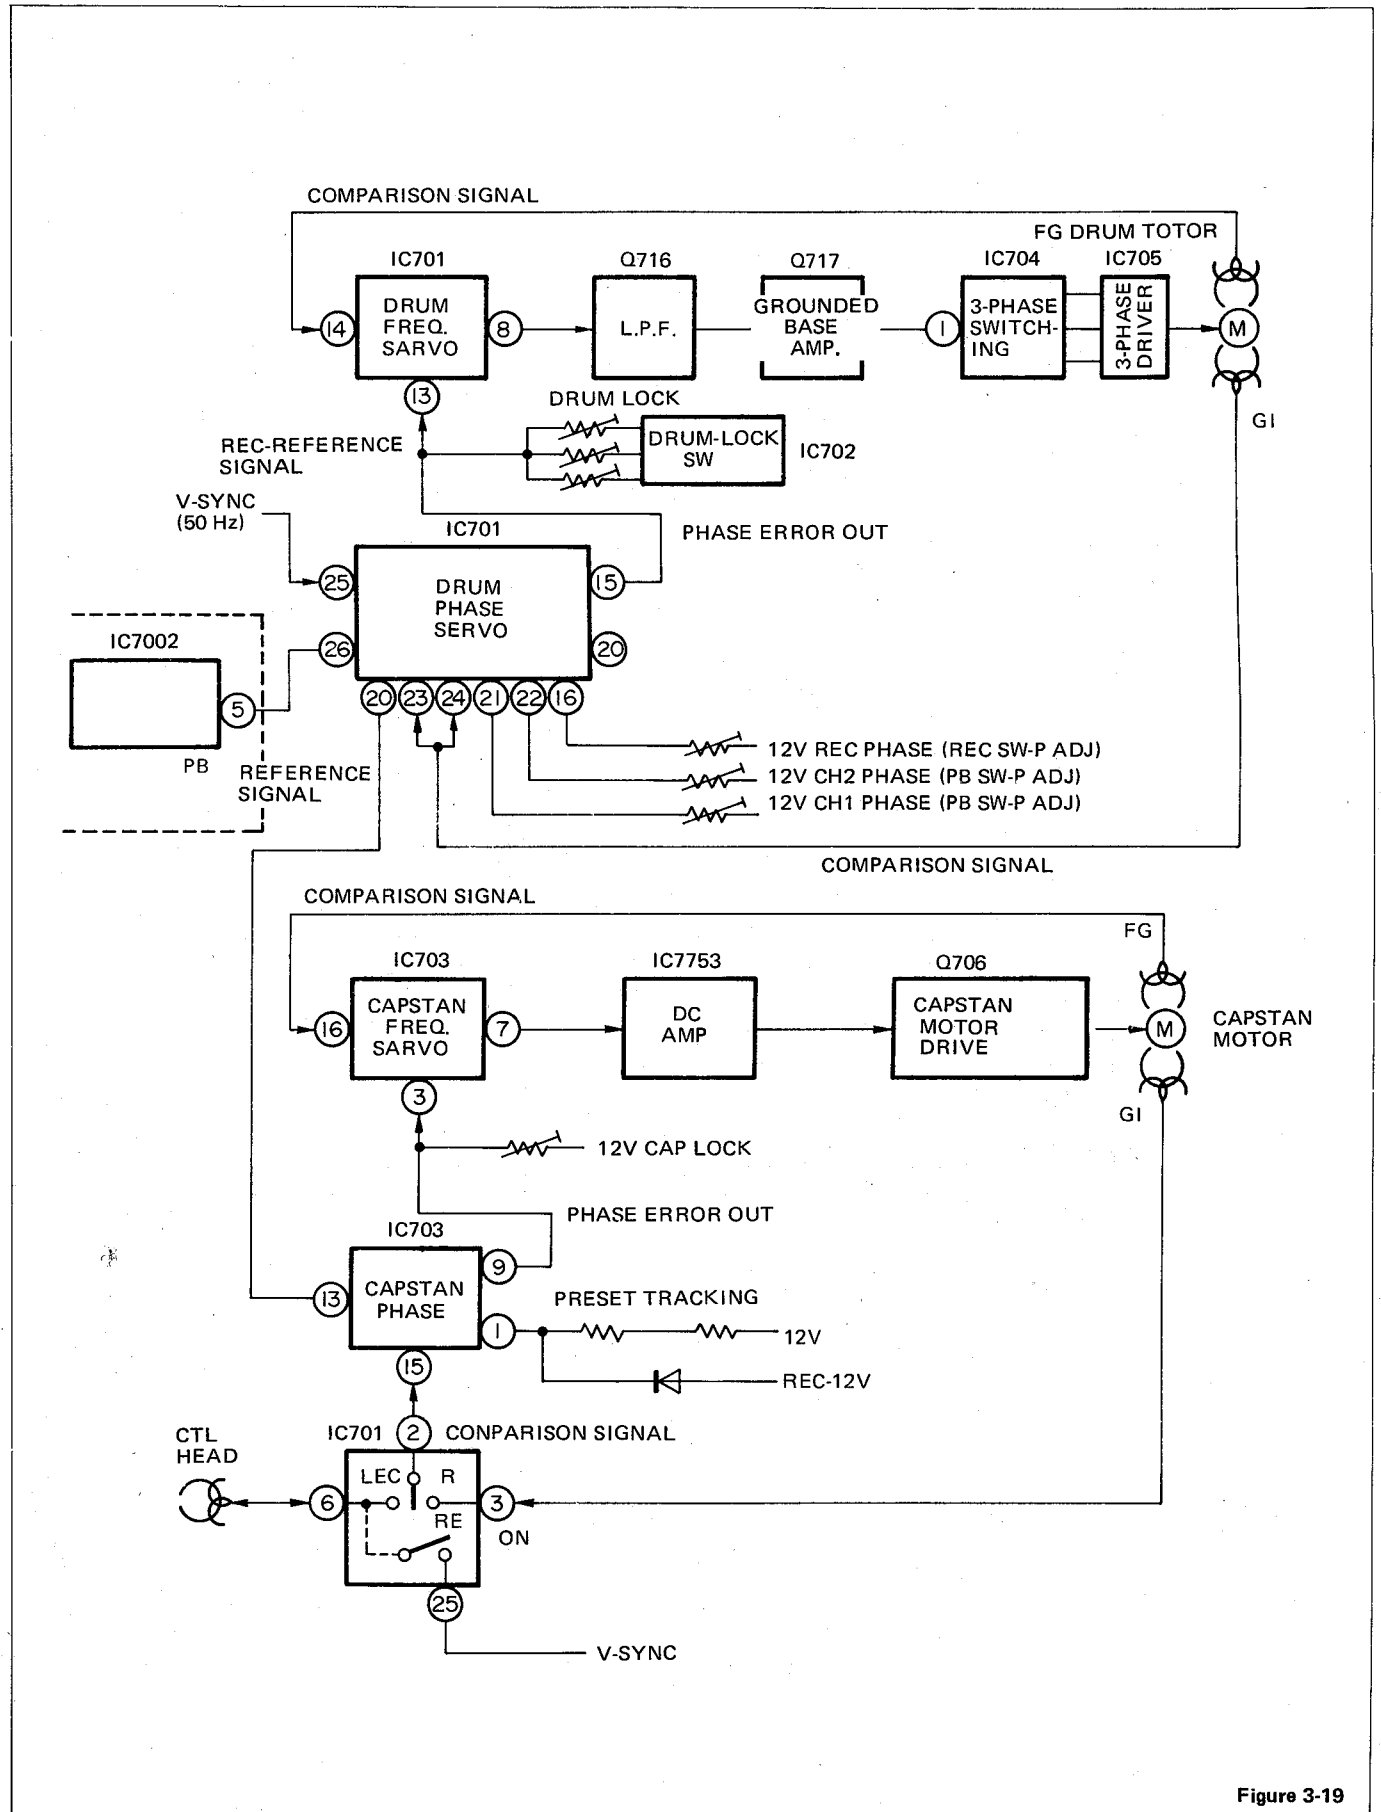 COMPARISON SIGNAL
FG DRUM TOTOR
IC701
Q716
Q717
IC704
IC705
14
DRUM
FREQ.
SARVO
8
L.P.F.
GROUNDED
BASE
AMP.
1
3-PHASE
SWITCH-
ING
3-PHASE
DRIVER
M
13
DRUM LOCK
GI
REC-REFERENCE
SIGNAL
DRUM-LOCK
SW
IC702
V-SYNC
(50 Hz)
IC701
PHASE ERROR OUT
25
DRUM
PHASE
SERVO
15
26
20
IC7002
5
PB
20
23
24
21
22
16
REFERENCE
SIGNAL
12V REC PHASE (REC SW-P ADJ)
12V CH2 PHASE (PB SW-P ADJ)
12V CH1 PHASE (PB SW-P ADJ)
COMPARISON SIGNAL
COMPARISON SIGNAL
FG
IC703
IC7753
Q706
16
CAPSTAN
FREQ.
SARVO
7
DC
AMP
CAPSTAN
MOTOR
DRIVE
M
CAPSTAN
MOTOR
3
GI
12V CAP LOCK
PHASE ERROR OUT
IC703
9
13
CAPSTAN
PHASE
PRESET TRACKING
1
12V
15
REC-12V
CTL
HEAD
IC701
2
CONPARISON SIGNAL
LEC
R
6
3
RE
ON
25
V-SYNC
Figure 3-19